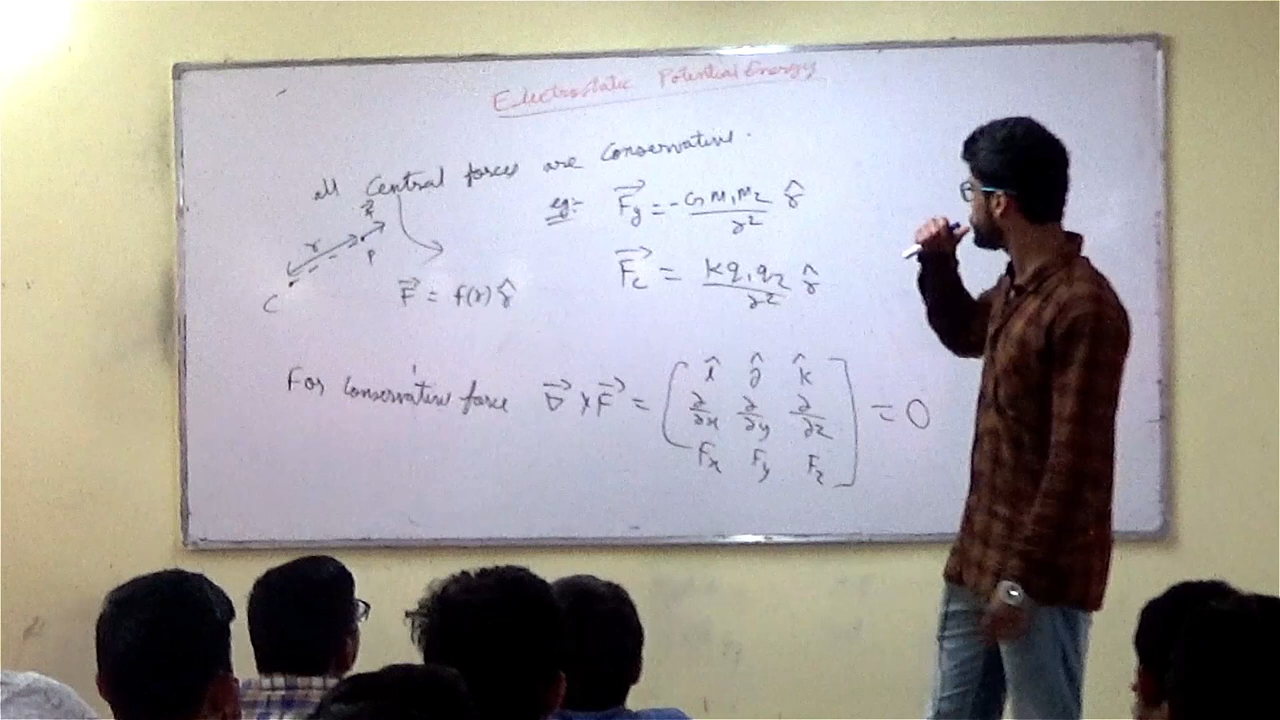 Electrostatic Potential Energy
all Central forces are Conservative.
eg:- F⃗g = -G m₁m₂/r² r̂
F⃗
r
P
C
F⃗ = f(r) r̂
F⃗c = kq₁q₂/r² r̂
For conservative force ∇⃗ × F⃗ = [ î ĵ k̂
∂/∂x ∂/∂y ∂/∂z
Fx Fy Fz ] = 0